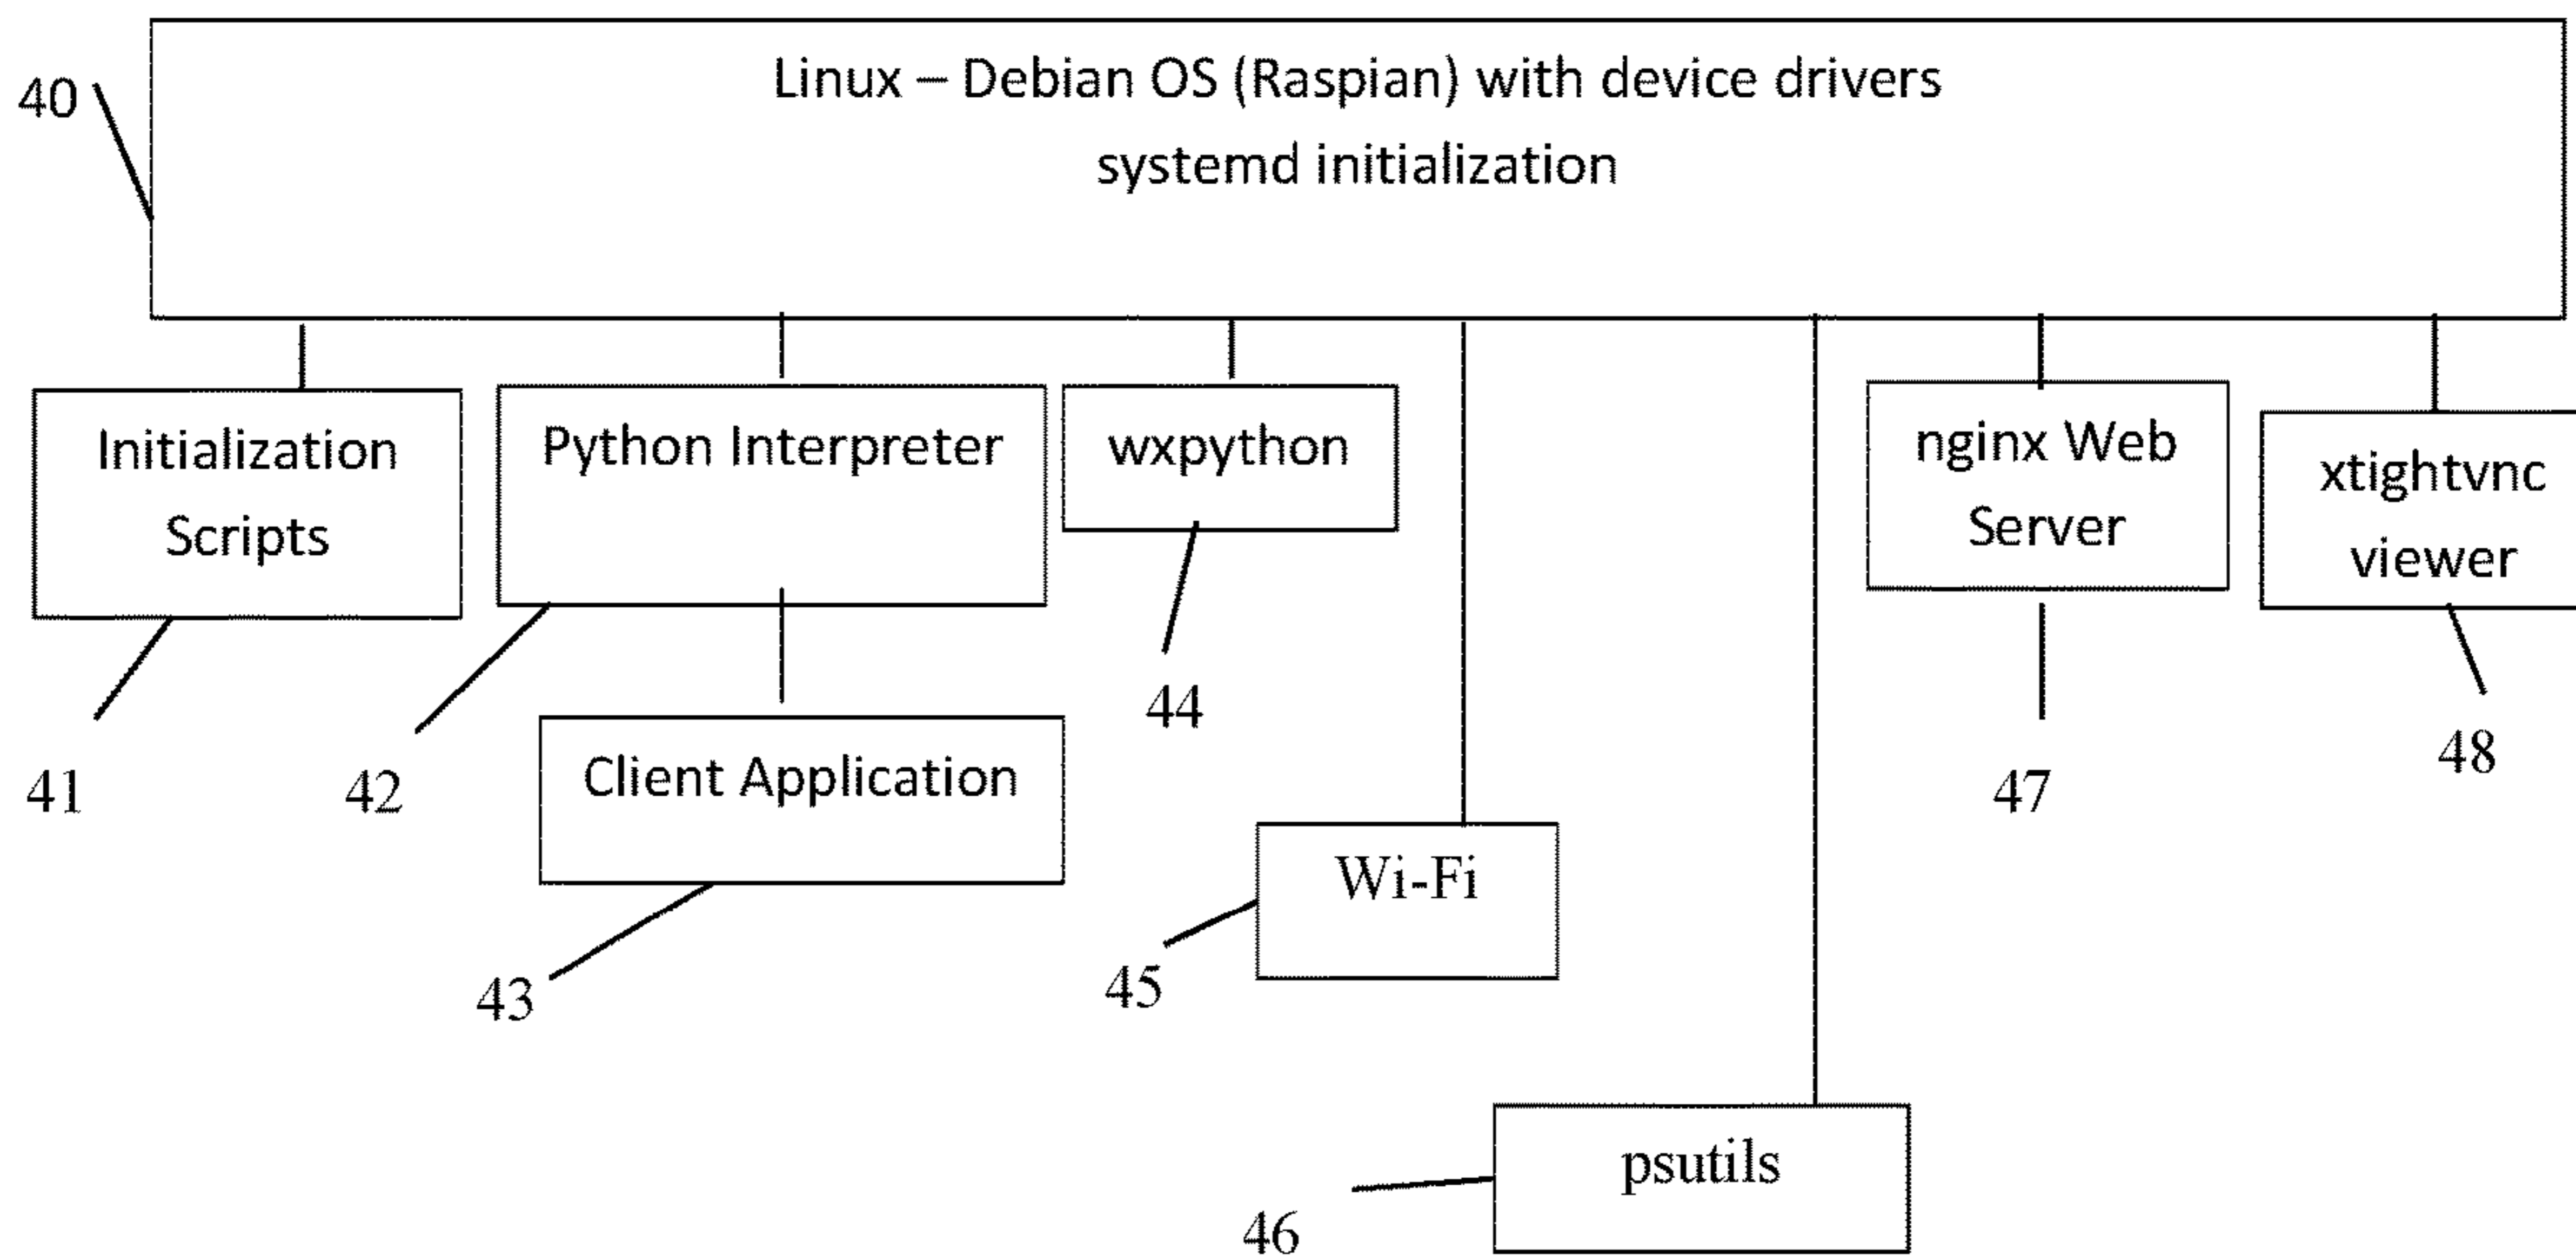 Linux – Debian OS (Raspian) with device drivers
systemd initialization
40
Initialization
Scripts
Python Interpreter
wxpython
nginx Web
Server
xtightvnc
viewer
44
48
41
42
Client Application
47
Wi-Fi
43
45
psutils
46